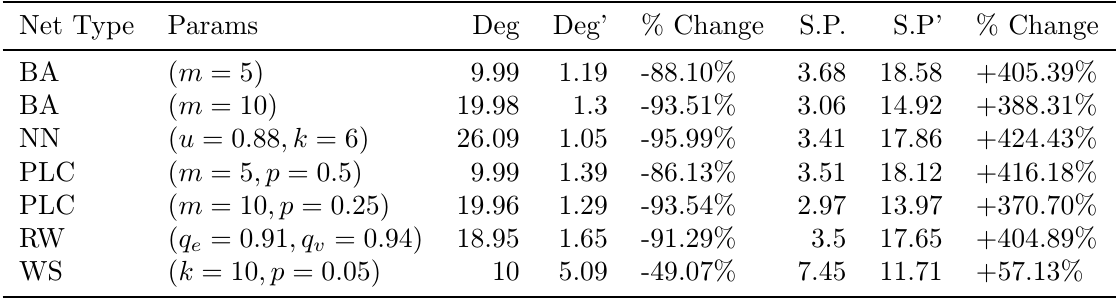 Net Type Params Deg Deg' % Change S.P. S.P' % Change
BA (m = 5) 9.99 1.19 -88.10% 3.68 18.58 +405.39%
BA (m = 10) 19.98 1.3 -93.51% 3.06 14.92 +388.31%
NN (u = 0.88, k = 6) 26.09 1.05 -95.99% 3.41 17.86 +424.43%
PLC (m = 5, p = 0.5) 9.99 1.39 -86.13% 3.51 18.12 +416.18%
PLC (m = 10, p = 0.25) 19.96 1.29 -93.54% 2.97 13.97 +370.70%
RW (qₑ = 0.91, qᵥ = 0.94) 18.95 1.65 -91.29% 3.5 17.65 +404.89%
WS (k = 10, p = 0.05) 10 5.09 -49.07% 7.45 11.71 +57.13%